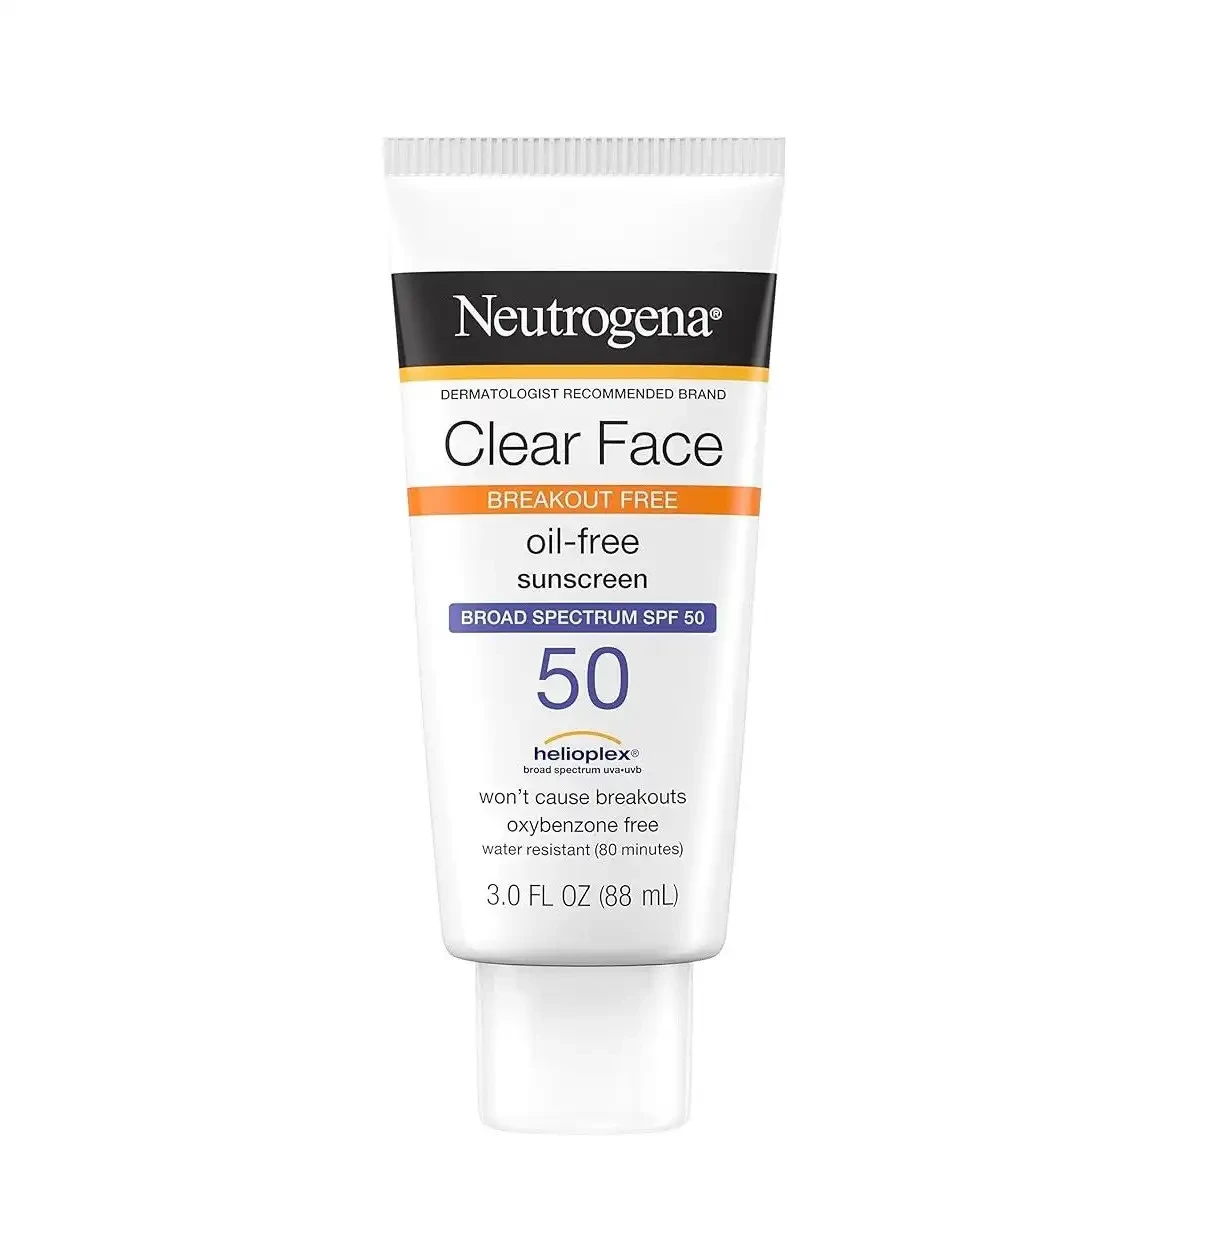 Neutrogena®
DERMATOLOGIST RECOMMENDED BRAND
Clear Face
BREAKOUT FREE
oil-free
sunscreen
BROAD SPECTRUM SPF 50
50
helioplex®
broad spectrum uva•uvb
won't cause breakouts
oxybenzone free
water resistant (80 minutes)
3.0 FL OZ (88 mL)